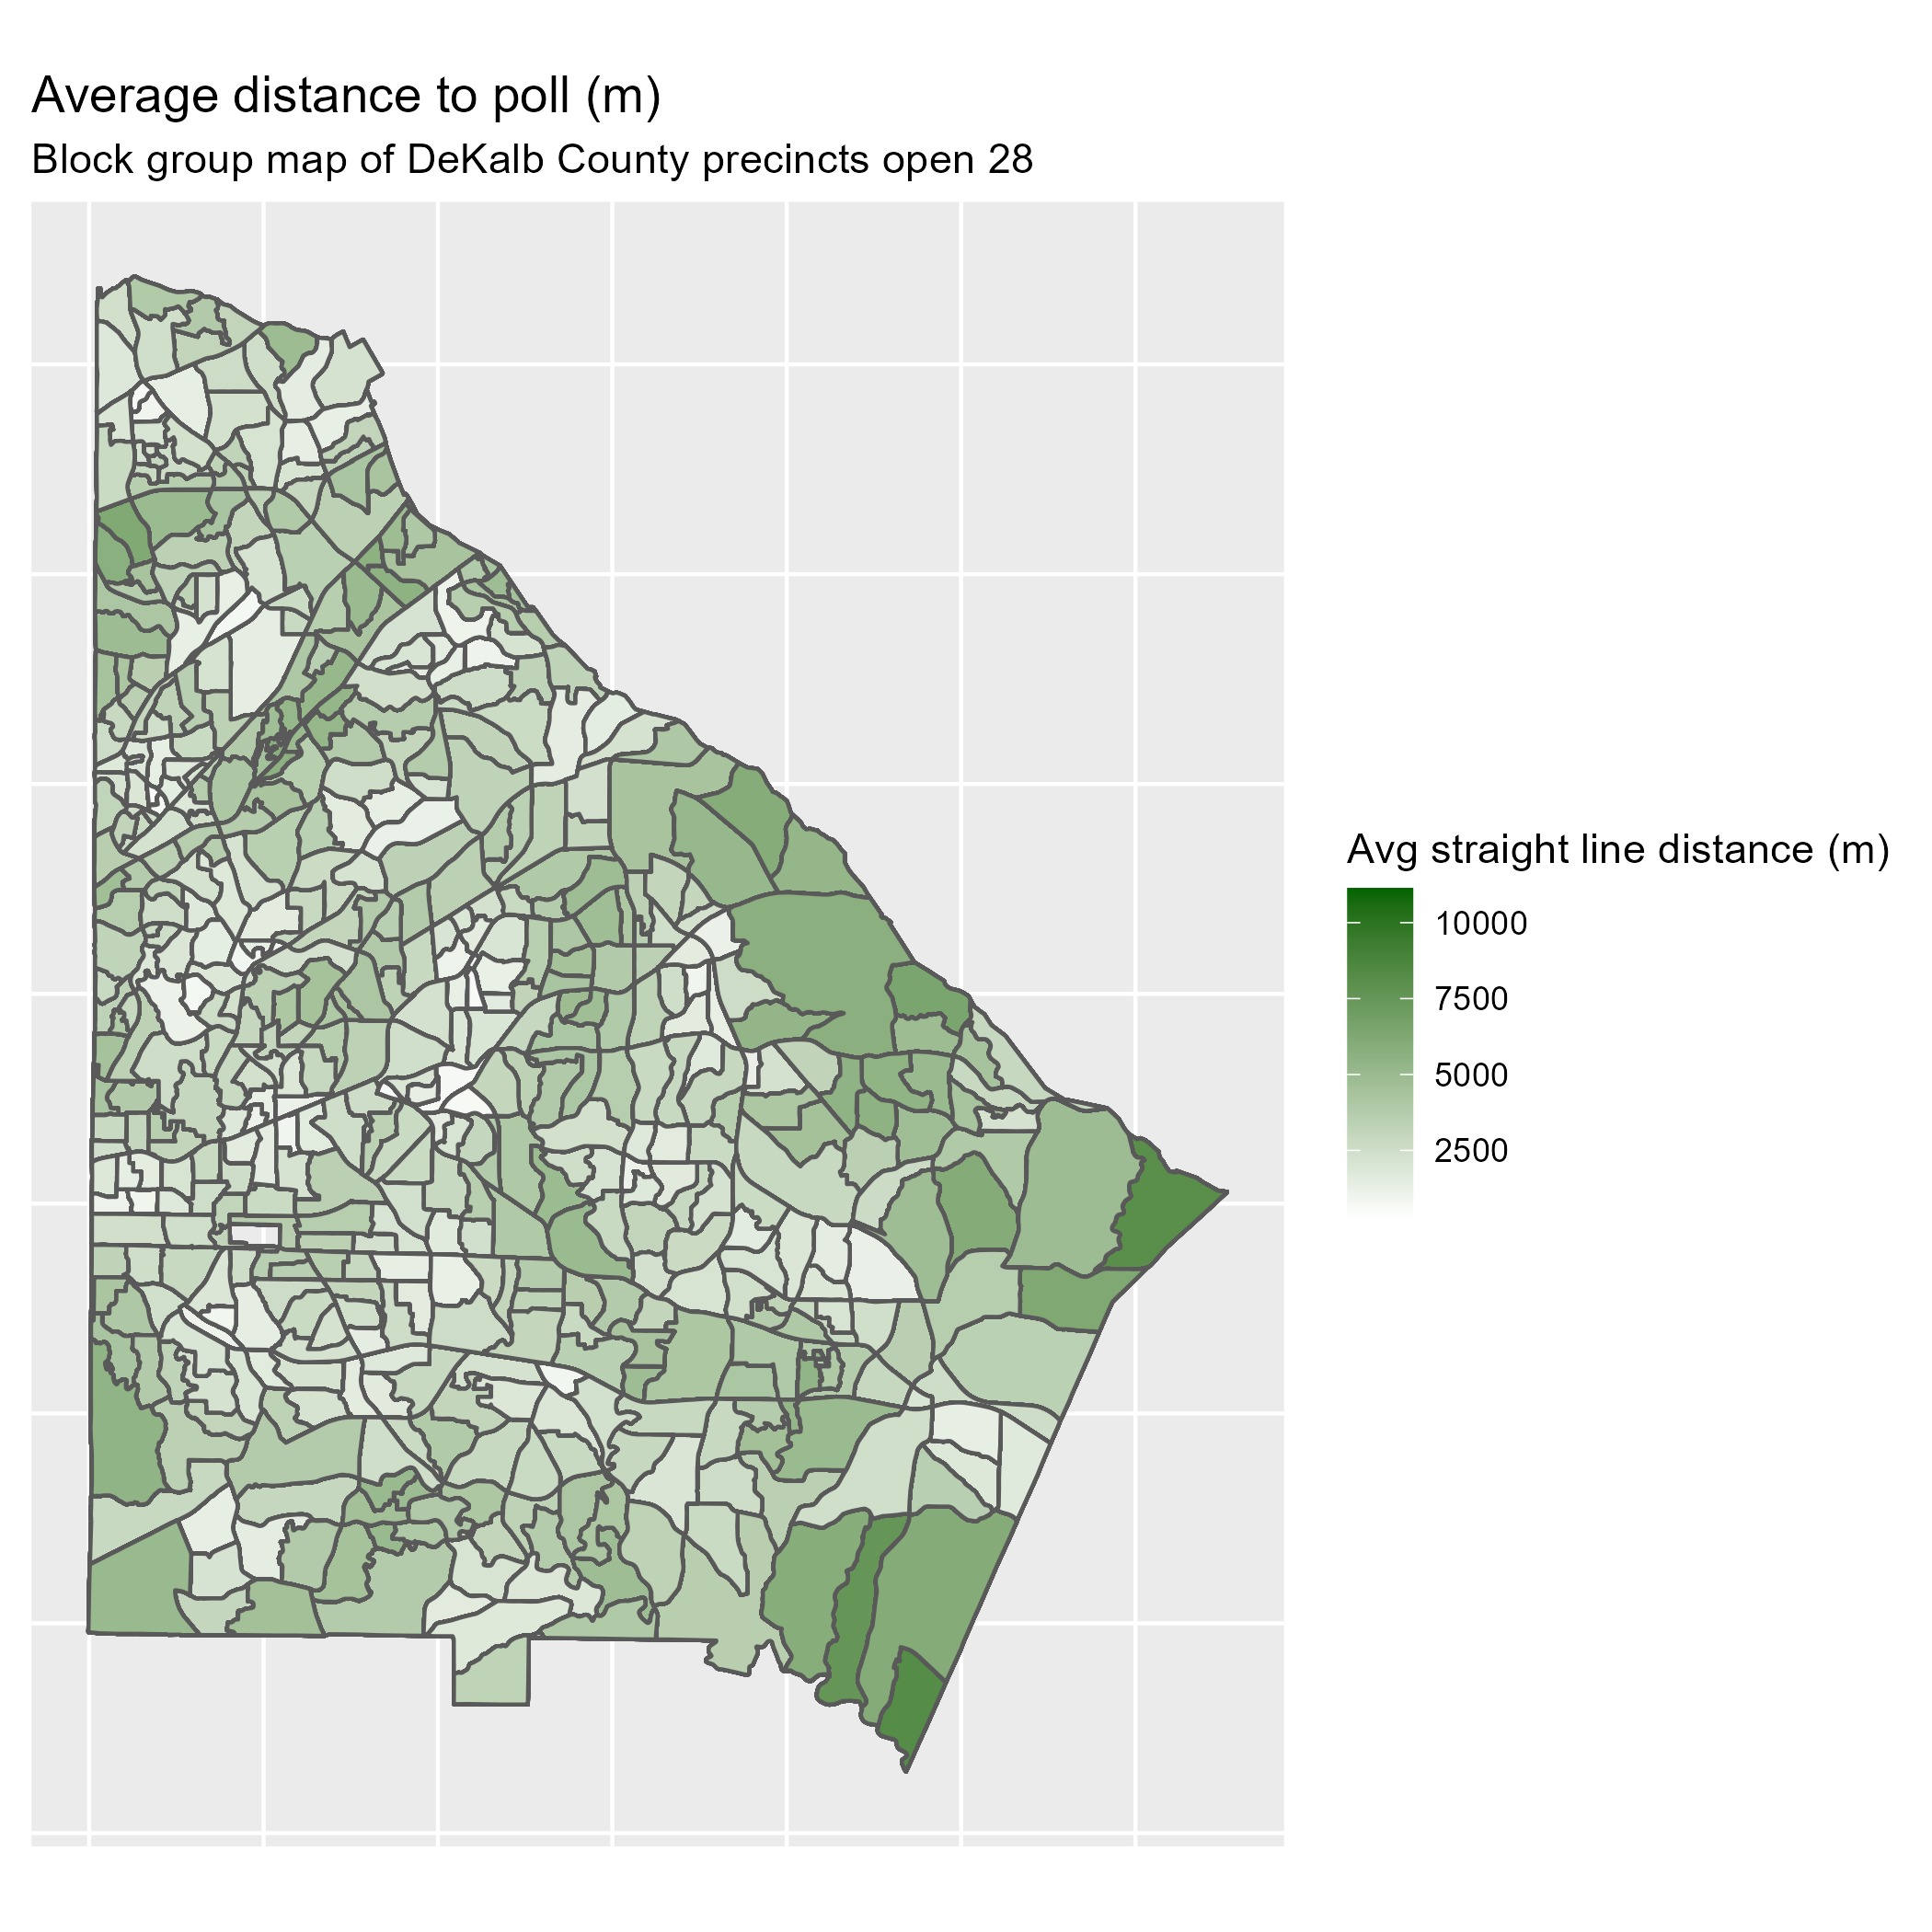 Average distance to poll (m)
Block group map of DeKalb County precincts open 28
Avg straight line distance (m)
10000
7500
5000
2500